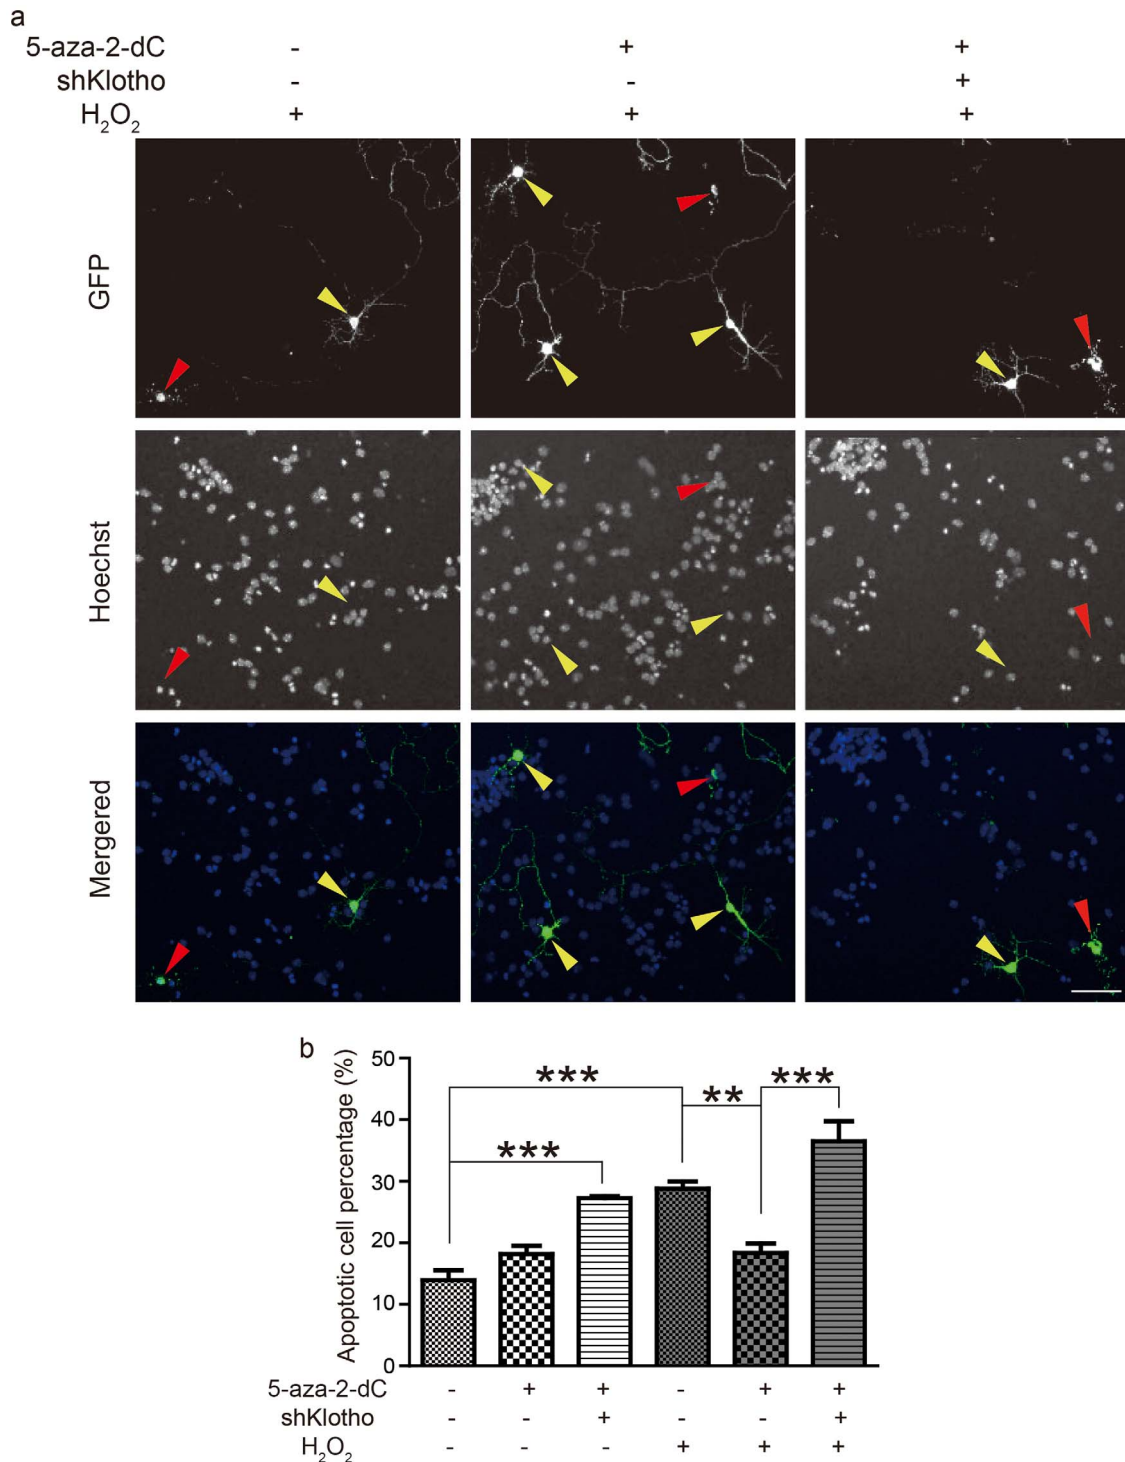 a
5-aza-2-dC - + +
shKlotho - - +
H₂O₂ + + +
GFP
Hoechst
Mergered
b
Apoptotic cell percentage (%)
50
40
30
20
10
0
*** ** ***
***
5-aza-2-dC - + + - + +
shKlotho - - + - - +
H₂O₂ - - - + + +